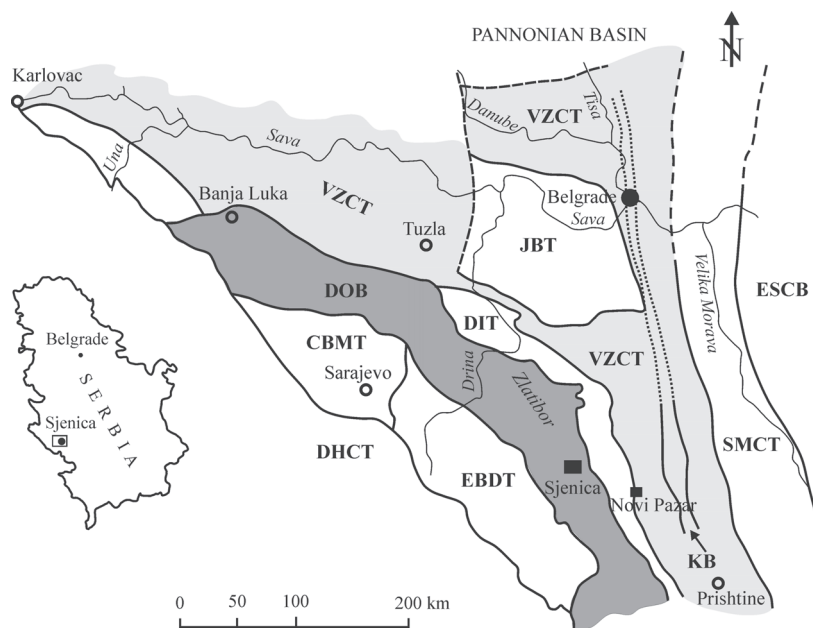 PANNONIAN BASIN
N
Karlovac
Danube
VZCT
Tisa
Sava
Una
Banja Luka
VZCT
Belgrade
Sava
Tuzla
JBT
Velika Morava
ESCB
DOB
DIT
CBMT
VZCT
Belgrade
SERBIA
Sarajevo
Drina
Zlatibor
Sjenica
DHCT
SMCT
EBDT
Sjenica
Novi Pazar
KB
Prishtine
0 50 100 200 km